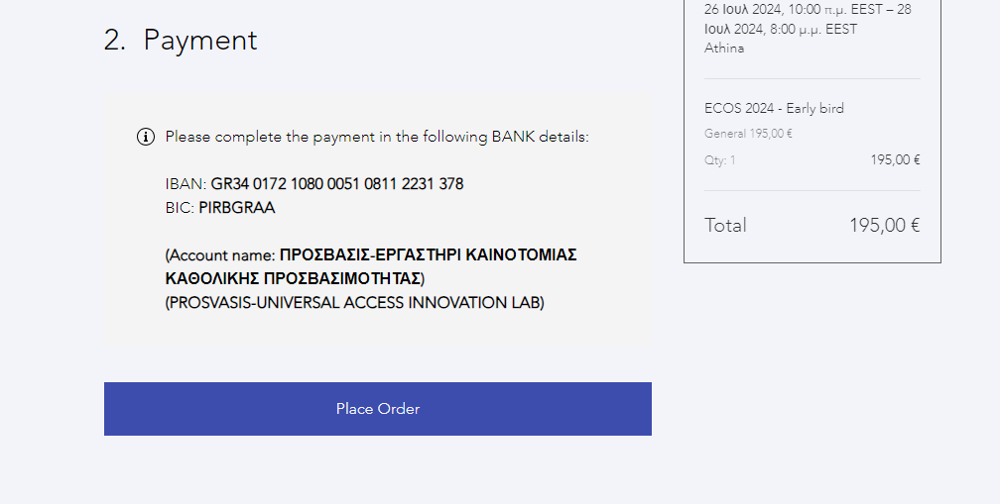 2. Payment
Please complete the payment in the following BANK details:
IBAN: GR34 0172 1080 0051 0811 2231 378
BIC: PIRBGRAA
(Account name: ΠΡΟΣΒΑΣΙΣ-ΕΡΓΑΣΤΗΡΙ ΚΑΙΝΟΤΟΜΙΑΣ
ΚΑΘΟΛΙΚΗΣ ΠΡΟΣΒΑΣΙΜΟΤΗΤΑΣ)
(PROSVASIS-UNIVERSAL ACCESS INNOVATION LAB)
Place Order
26 Ιουλ 2024, 10:00 π.μ. EEST – 28
Ιουλ 2024, 8:00 μ.μ. EEST
Athina
ECOS 2024 - Early bird
General 195,00 €
Qty: 1 195,00 €
Total 195,00 €